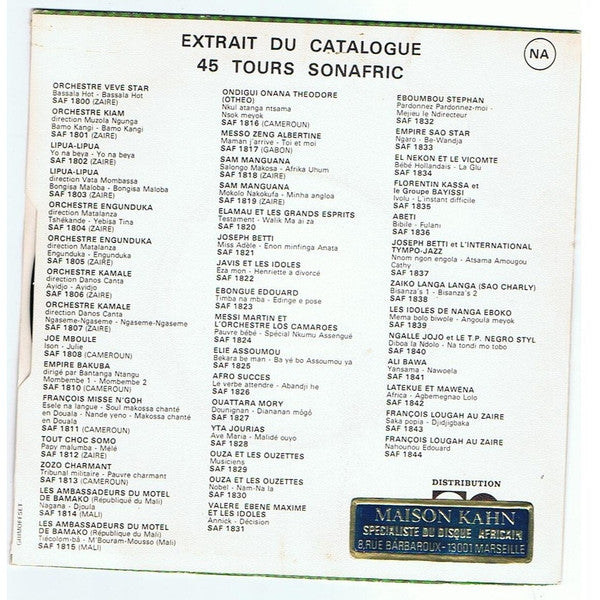 EXTRAIT DU CATALOGUE
45 TOURS SONAFRIC
NA
ORCHESTRE VEVE STAR
Bassala Hot - Bassala Hot
SAF 1800 (ZAIRE)
ORCHESTRE KIAM
direction Muzola Ngunga
Bamo Kangi - Bamo Kangi
SAF 1801 (ZAIRE)
LIPUA-LIPUA
Yo na beya - Yo na beya
SAF 1802 (ZAIRE)
LIPUA-LIPUA
direction Vata Mombassa
Bongisa Maloba - Bongisa Maloba
SAF 1803 (ZAIRE)
ORCHESTRE ENGUNDUKA
direction Matalanza
Tshékande - Yebisa Tina
SAF 1804 (ZAIRE)
ORCHESTRE ENGUNDUKA
direction Matalanza
Engunduka - Engunduka
SAF 1805 (ZAIRE)
ORCHESTRE KAMALE
direction Danos Canta
Avidjo - Avidjo
SAF 1806 (ZAIRE)
ORCHESTRE KAMALE
direction Danos Canta
Ngaseme-Ngaseme - Ngaseme-Ngaseme
SAF 1807 (ZAIRE)
JOE MBOULE
Ison - Julie
SAF 1808 (CAMEROUN)
EMPIRE BAKUBA
dirigé par Bantanga Ntangu
Mombembe 1 - Mombembe 2
SAF 1810 (CAMEROUN)
FRANÇOIS MISSE N'GOH
Esele na langue - Soul makossa chanté
en Douala - Nande yeno - Makossa chanté
en Douala
SAF 1811 (CAMEROUN)
TOUT CHOC SOMO
Papy malumba - Mélé
SAF 1812 (ZAIRE)
ZOZO CHARMANT
Tribunal militaire - Pauvre charmant
SAF 1813 (CAMEROUN)
LES AMBASSADEURS DU MOTEL
DE BAMAKO (République du Mali)
Nagana - Djoula
SAF 1814 (MALI)
LES AMBASSADEURS DU MOTEL
DE BAMAKO (République du Mali)
Tiécolom-bâ - M'Bouram-Mousso (Mali)
SAF 1815 (MALI)
ONDIGUI ONANA THEODORE
(OTHEO)
Nkul atanga ntsama
Nsok meyok
SAF 1816 (CAMEROUN)
MESSO ZENG ALBERTINE
Maman j'arrive - Toi et moi
SAF 1817 (GABON)
SAM MANGUANA
Salongo Makosa - Afrika Uhum
SAF 1818 (ZAIRE)
SAM MANGUANA
Mokolo Nakokufa - Minha angloâ
SAF 1819 (ZAIRE)
ELAMAU ET LES GRANDS ESPRITS
Testament - Walik Ma ai za
SAF 1820
JOSEPH BETTI
Miss Adèle - Enon minfinga Anata
SAF 1821
JAVIS ET LES IDOLES
Eza mon - Henriette a divorcé
SAF 1822
EBONGUE EDOUARD
Timba na mba - Edinge e pose
SAF 1823
MESSI MARTIN ET
L'ORCHESTRE LOS CAMAROES
Pauvre bébé - Spécial Nkumu Assengué
SAF 1824
ELIE ASSOUMOU
Bekara be man - Ba yé bo Assoumou ya
SAF 1825
AFRO SUCCES
Le verbe attendre - Abandji he
SAF 1826
OUATTARA MORY
Dounignan - Diananan môgô
SAF 1827
YTA JOURIAS
Ave Maria - Malidé ouyo
SAF 1828
OUZA ET LES OUZETTES
Musiciens
SAF 1829
OUZA ET LES OUZETTES
Nobel - Nam-Na la
SAF 1830
VALERE EBENE MAXIME
ET LES IDOLES
Annick - Décision
SAF 1831
EBOUMBOU STEPHAN
Pardonnez Pardonnez-moi -
Mejieu le Ndirecteur
SAF 1832
EMPIRE SAO STAR
Ngaro - Be-Wandja
SAF 1833
EL NEKON ET LE VICOMTE
Bébé Hollandais - La Glu
SAF 1834
FLORENTIN KASSA et
le Groupe BAYISSI
Ivolu - L'instant difficile
SAF 1835
ABETI
Bibile - Fulani
SAF 1836
JOSEPH BETTI et L'INTERNATIONAL
TYMPO-JAZZ
Nnom ngon engola - Atsama Amougou
Cathy
SAF 1837
ZAIKO LANGA LANGA (SAO CHARLY)
Bisanza's 1 - Bisanza's 2
SAF 1838
LES IDOLES DE NANGA EBOKO
Mema bolo biwole - Angoula meyok
SAF 1839
NGALLE JOJO et LE T.P. NEGRO STYL
Diboa la Ndolo - Na tondi mo tobo
SAF 1840
ALI BAWA
Yansama - Nawoela
SAF 1841
LATEKUE ET MAWENA
Africa - Agbemegnao Lolo
SAF 1842
FRANÇOIS LOUGAH AU ZAIRE
Saka popia - Djidjigbaka
SAF 1843
FRANÇOIS LOUGAH AU ZAIRE
Nahouhou Edouard
SAF 1844
DISTRIBUTION
MAISON KAHN
SPÉCIALISTE DU DISQUE AFRICAIN
8, RUE BARBAROUX - 13001 MARSEILLE